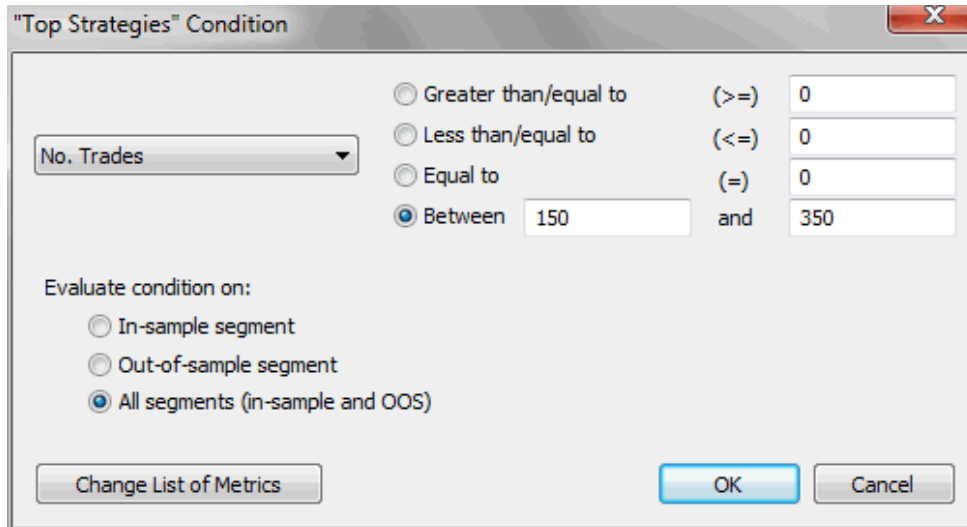 "Top Strategies" Condition
x
Greater than/equal to (>=) 0
Less than/equal to (<=) 0
No. Trades
Equal to (=) 0
Between 150 and 350
Evaluate condition on:
In-sample segment
Out-of-sample segment
All segments (in-sample and OOS)
Change List of Metrics OK Cancel